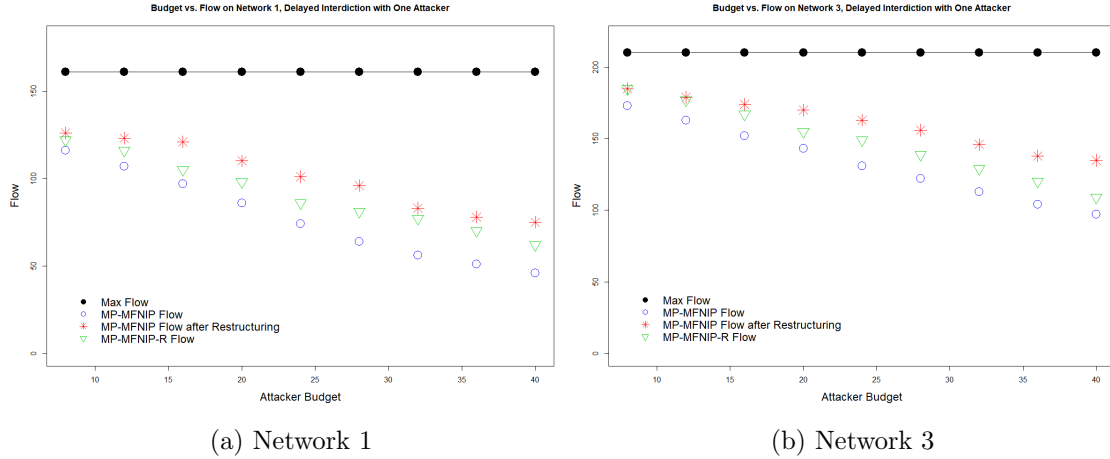 Budget vs. Flow on Network 1, Delayed Interdiction with One Attacker
Flow
150
100
50
0
Max Flow
MP-MFNIP Flow
MP-MFNIP Flow after Restructuring
MP-MFNIP-R Flow
10 15 20 25 30 35 40
Attacker Budget
(a) Network 1
Budget vs. Flow on Network 3, Delayed Interdiction with One Attacker
Flow
200
150
100
50
0
Max Flow
MP-MFNIP Flow
MP-MFNIP Flow after Restructuring
MP-MFNIP-R Flow
10 15 20 25 30 35 40
Attacker Budget
(b) Network 3